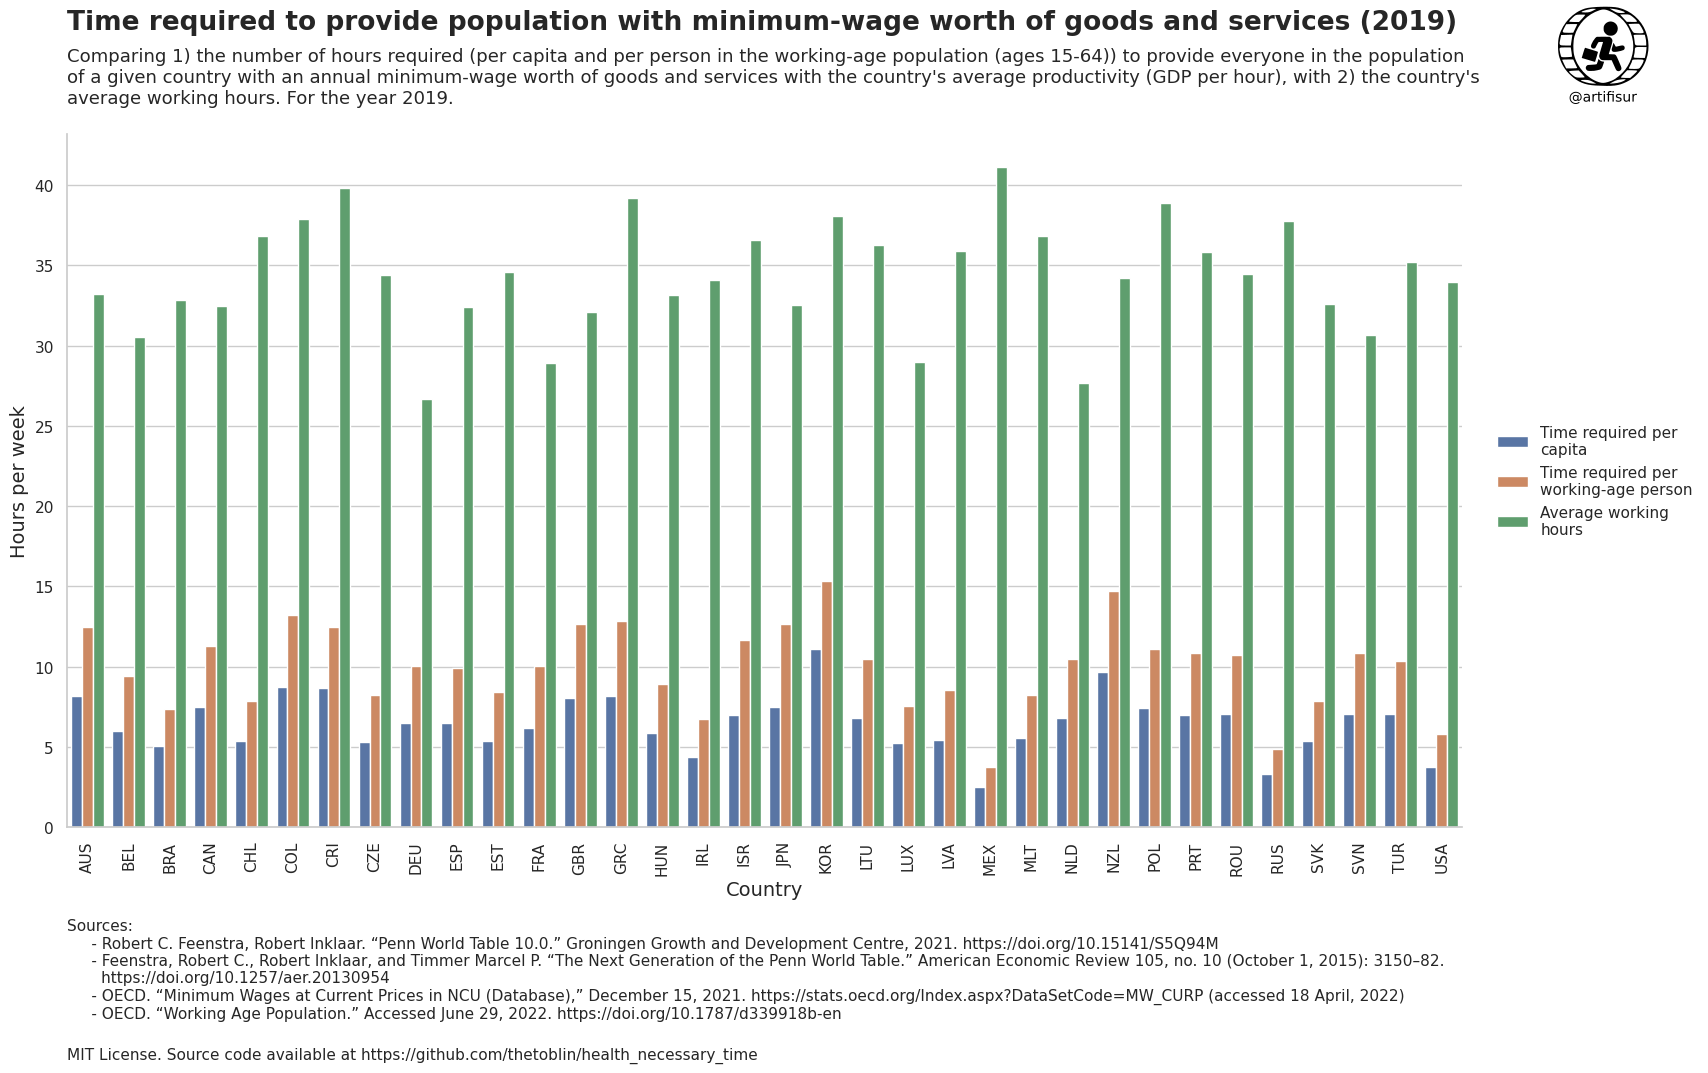 Time required to provide population with minimum-wage worth of goods and services (2019)
Comparing 1) the number of hours required (per capita and per person in the working-age population (ages 15-64)) to provide everyone in the population
of a given country with an annual minimum-wage worth of goods and services with the country's average productivity (GDP per hour), with 2) the country's
average working hours. For the year 2019.
@artifisur
Hours per week
40
35
30
25
20
15
10
5
0
Time required per
capita
Time required per
working-age person
Average working
hours
AUS
BEL
BRA
CAN
CHL
COL
CRI
CZE
DEU
ESP
EST
FRA
GBR
GRC
HUN
IRL
ISR
JPN
KOR
LTU
LUX
LVA
MEX
MLT
NLD
NZL
POL
PRT
ROU
RUS
SVK
SVN
TUR
USA
Country
Sources:
- Robert C. Feenstra, Robert Inklaar. “Penn World Table 10.0.” Groningen Growth and Development Centre, 2021. https://doi.org/10.15141/S5Q94M
- Feenstra, Robert C., Robert Inklaar, and Timmer Marcel P. “The Next Generation of the Penn World Table.” American Economic Review 105, no. 10 (October 1, 2015): 3150–82.
https://doi.org/10.1257/aer.20130954
- OECD. “Minimum Wages at Current Prices in NCU (Database),” December 15, 2021. https://stats.oecd.org/Index.aspx?DataSetCode=MW_CURP (accessed 18 April, 2022)
- OECD. “Working Age Population.” Accessed June 29, 2022. https://doi.org/10.1787/d339918b-en
MIT License. Source code available at https://github.com/thetoblin/health_necessary_time